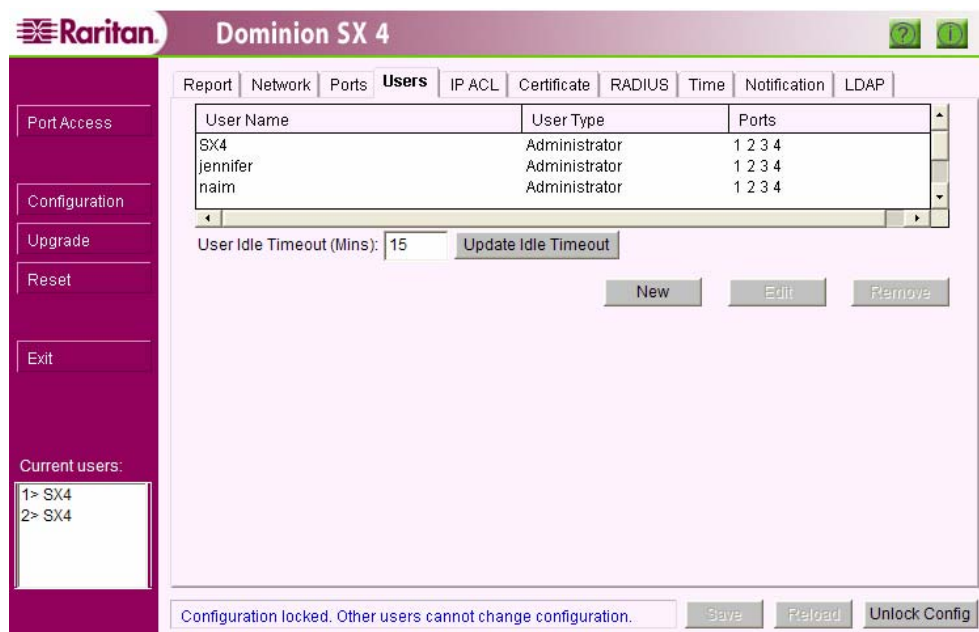 Raritan. Dominion SX 4 ? i
Report Network Ports Users IP ACL Certificate RADIUS Time Notification LDAP
Port Access
Configuration
Upgrade
Reset
Exit
Current users:
1> SX4
2> SX4
User Name User Type Ports
SX4 Administrator 1 2 3 4
jennifer Administrator 1 2 3 4
naim Administrator 1 2 3 4
User Idle Timeout (Mins): 15 Update Idle Timeout
New Edit Remove
Configuration locked. Other users cannot change configuration. Save Reload Unlock Config